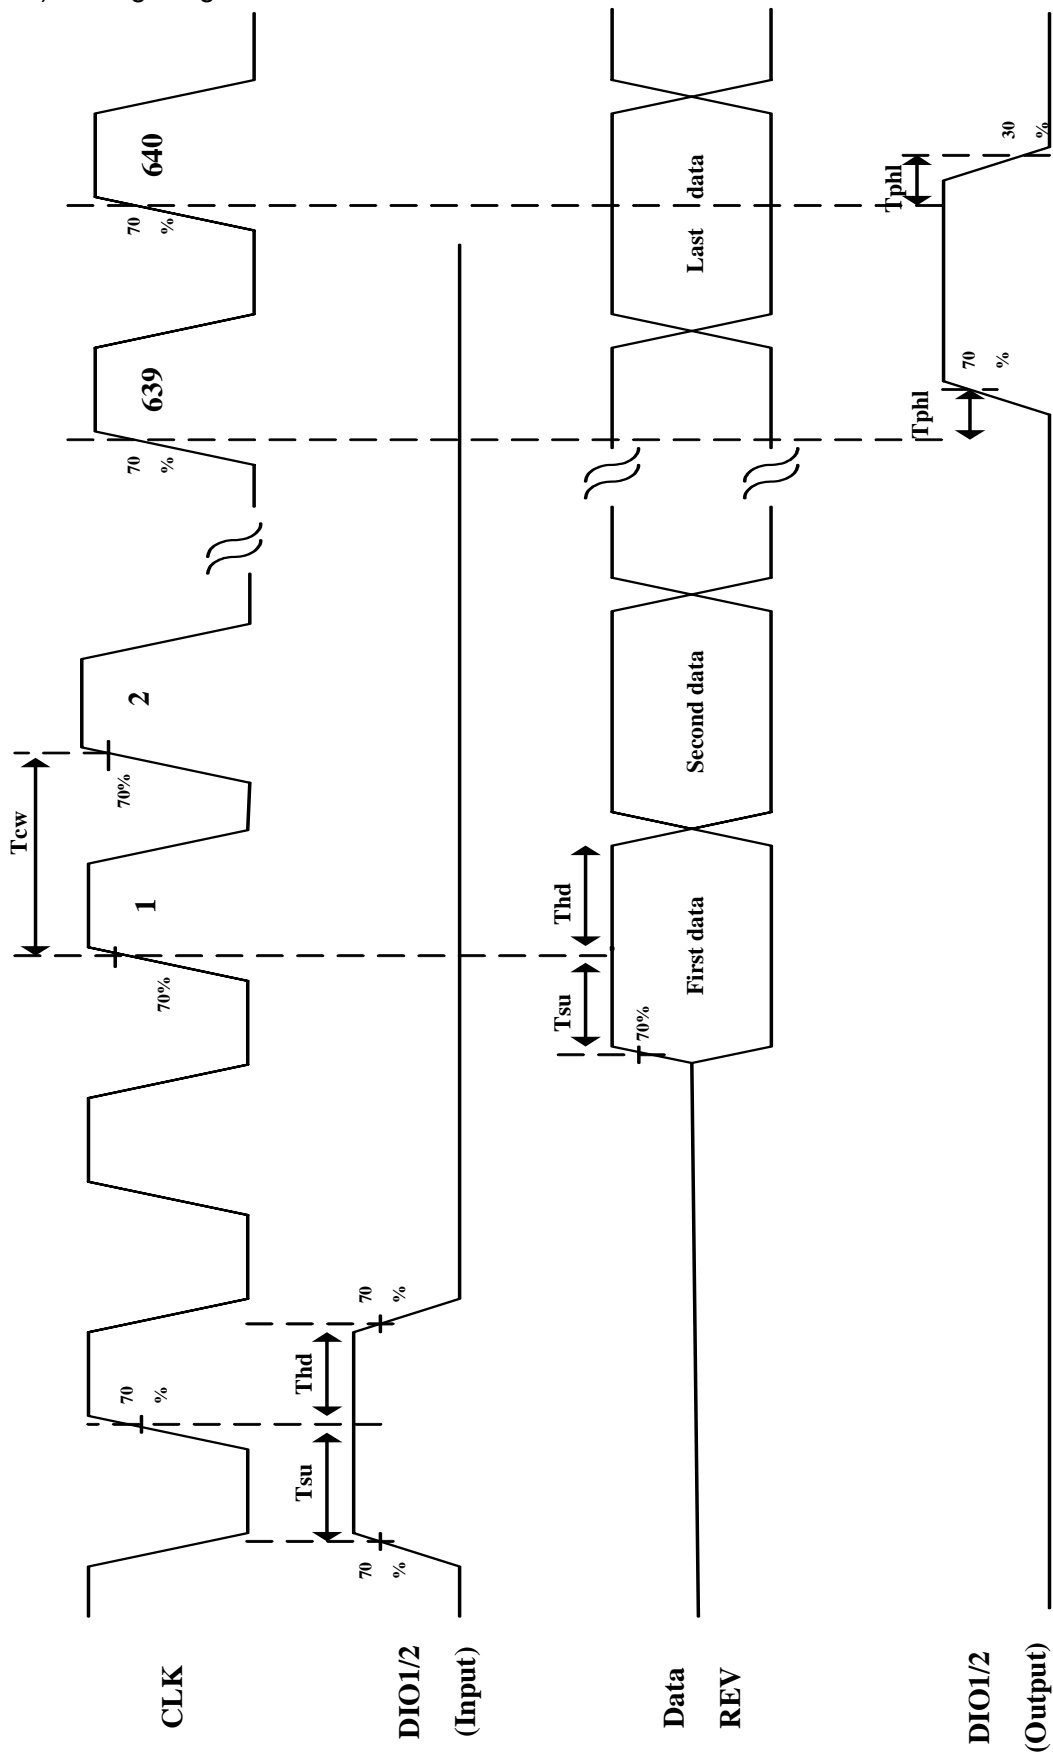 Tcw
CLK
70
%
70%
1
70%
2
70
%
639
70
%
640
DIO1/2
(Input)
70
%
Tsu
Thd
70
%
Data
REV
70%
Tsu
Thd
First data
Second data
Last data
DIO1/2
(Output)
Tphl
70
%
Tphl
30
%